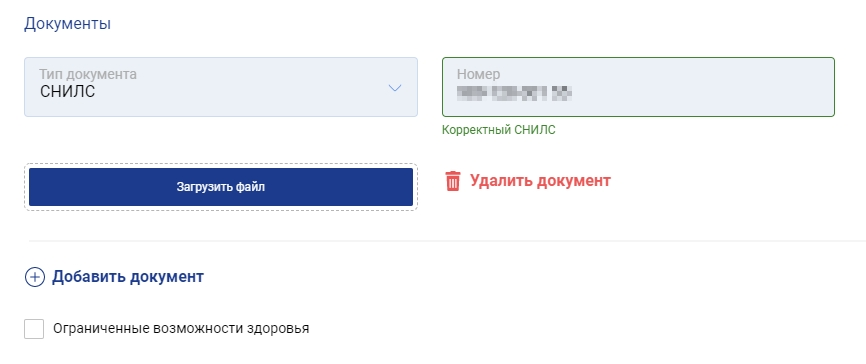 Документы
Тип документа
СНИЛС
Номер
Корректный СНИЛС
Загрузить файл
Удалить документ
Добавить документ
Ограниченные возможности здоровья